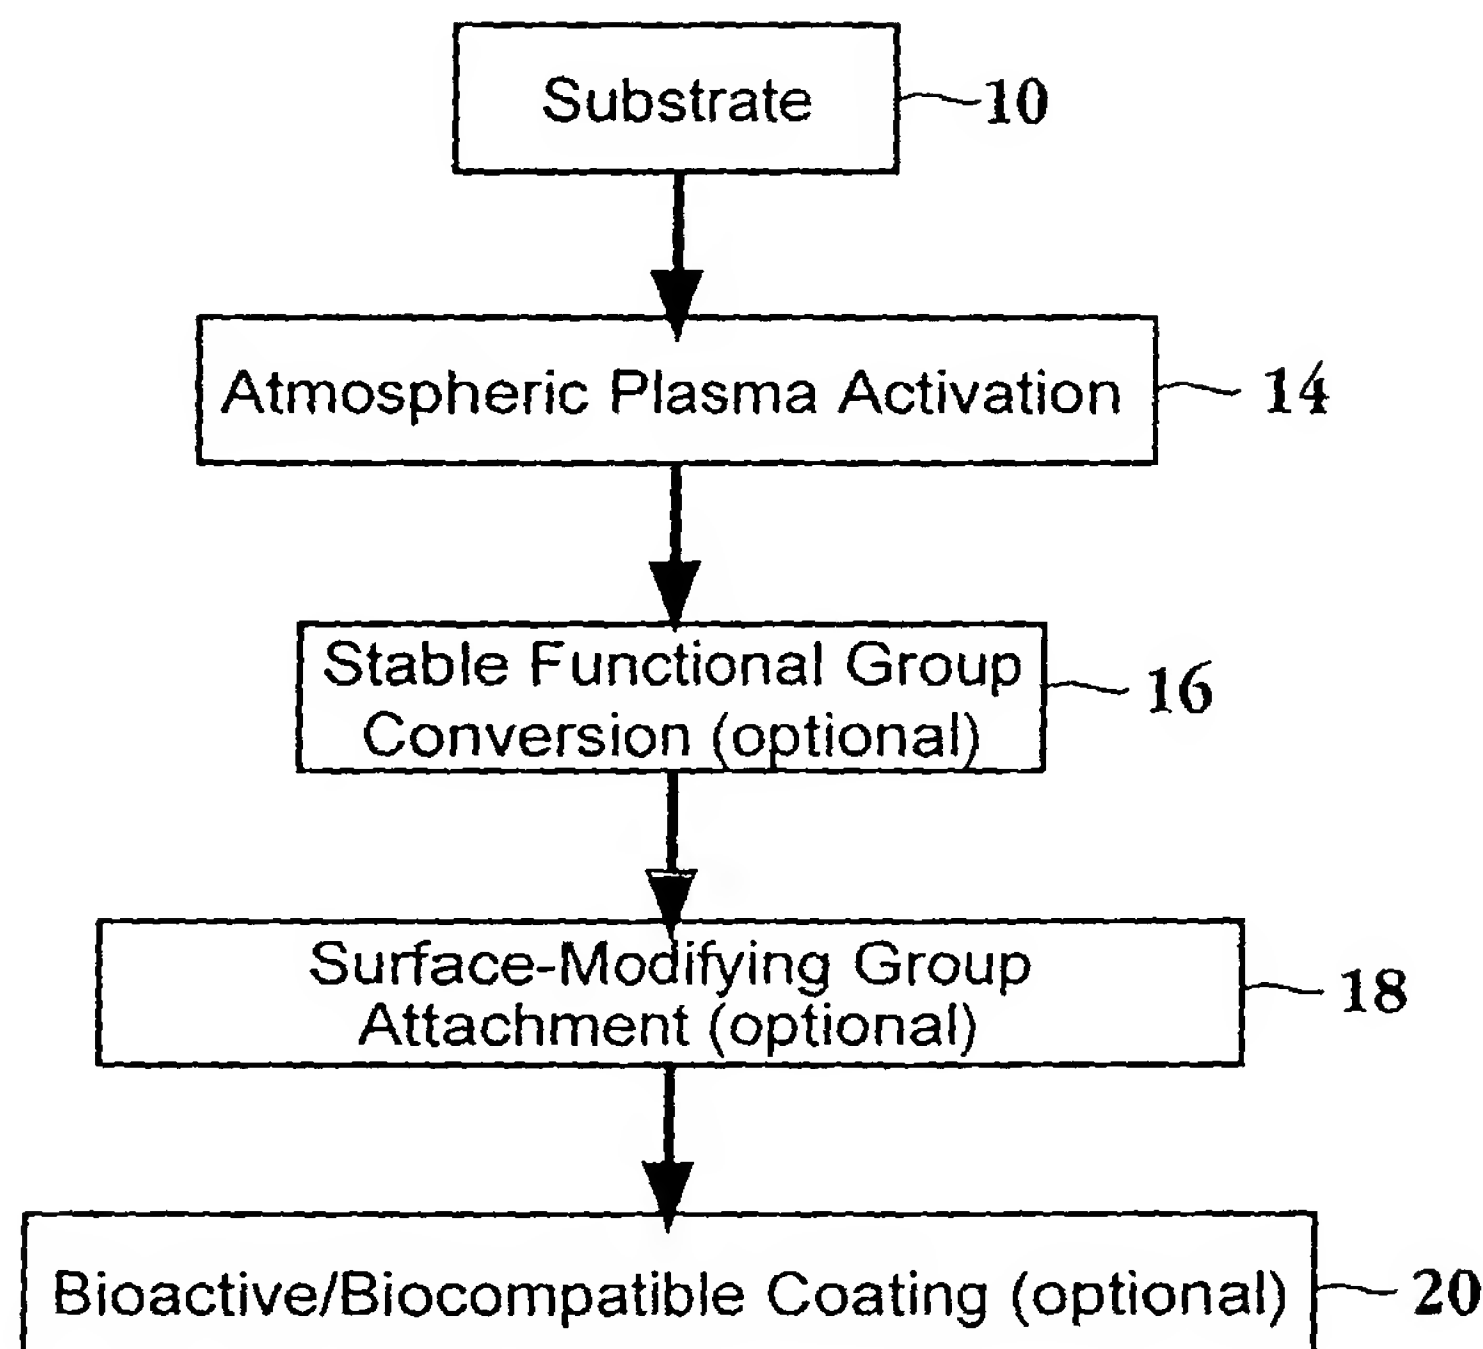 Substrate 10
Atmospheric Plasma Activation 14
Stable Functional Group
Conversion (optional) 16
Surface-Modifying Group
Attachment (optional) 18
Bioactive/Biocompatible Coating (optional) 20